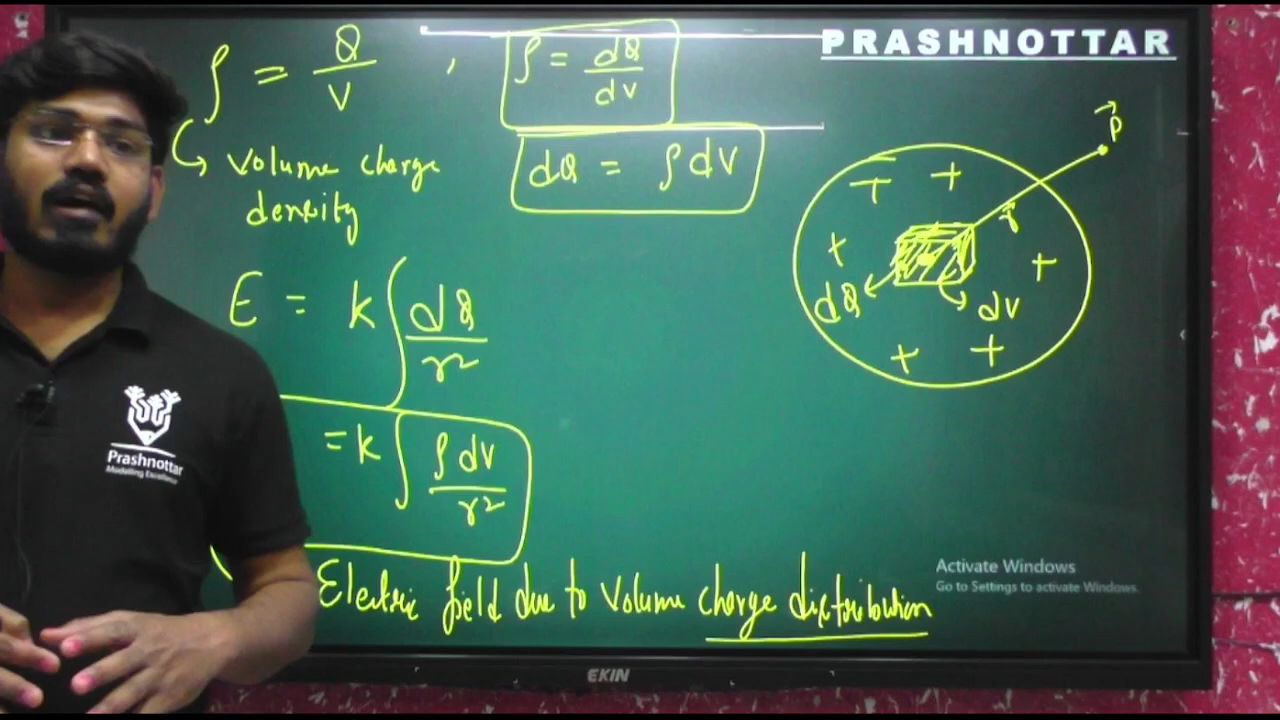 PRASHNOTTAR
ρ = Q/V , ρ = dQ/dV
dQ = ρ dV
volume charge
density
P⃗
r⃗
dQ
dV
+ + + + + +
E = k ∫ dQ/r²
= k ∫ ρ dV/r²
Electric field due to volume charge distribution
Prashnottar
Modelling Excellence
Activate Windows
Go to Settings to activate Windows.
EKIN